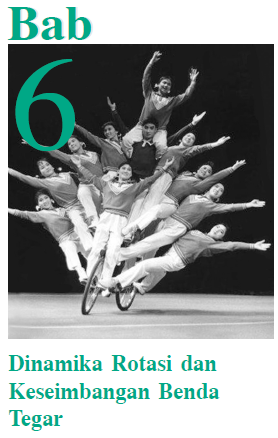 Bab
6
Dinamika Rotasi dan
Keseimbangan Benda
Tegar